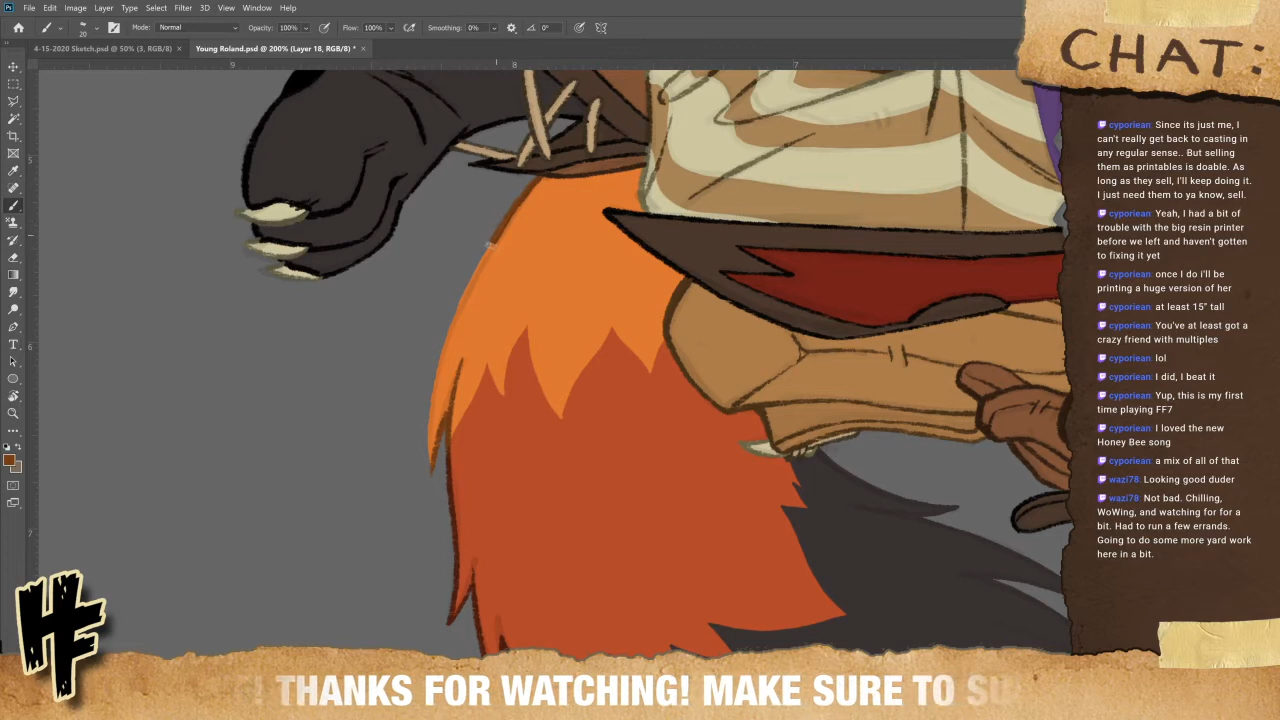 File Edit Image Layer Type Select Filter 3D View Window Help
20 Mode: Normal Opacity: 100% Flow: 100% Smoothing: 0% 0°
4-15-2020 Sketch.psd @ 50% (3, RGB/8) × Young Roland.psd @ 200% (Layer 18, RGB/8) * ×
9 8 7
5
6
7
CHAT:
cyporiean: Since its just me, I
can't really get back to casting in
any regular sense.. But selling
them as printables is doable. As
long as they sell, I'll keep doing it.
I just need them to ya know, sell.
cyporiean: Yeah, I had a bit of
trouble with the big resin printer
before we left and haven't gotten
to fixing it yet
cyporiean: once I do i'll be
printing a huge version of her
cyporiean: at least 15" tall
cyporiean: You've at least got a
crazy friend with multiples
cyporiean: lol
cyporiean: I did, I beat it
cyporiean: Yup, this is my first
time playing FF7
cyporiean: I loved the new
Honey Bee song
cyporiean: a mix of all of that
wazi78: Looking good duder
wazi78: Not bad. Chilling,
WoWing, and watching for for a
bit. Had to run a few errands.
Going to do some more yard work
here in a bit.
HF
! THANKS FOR WATCHING! MAKE SURE TO SU